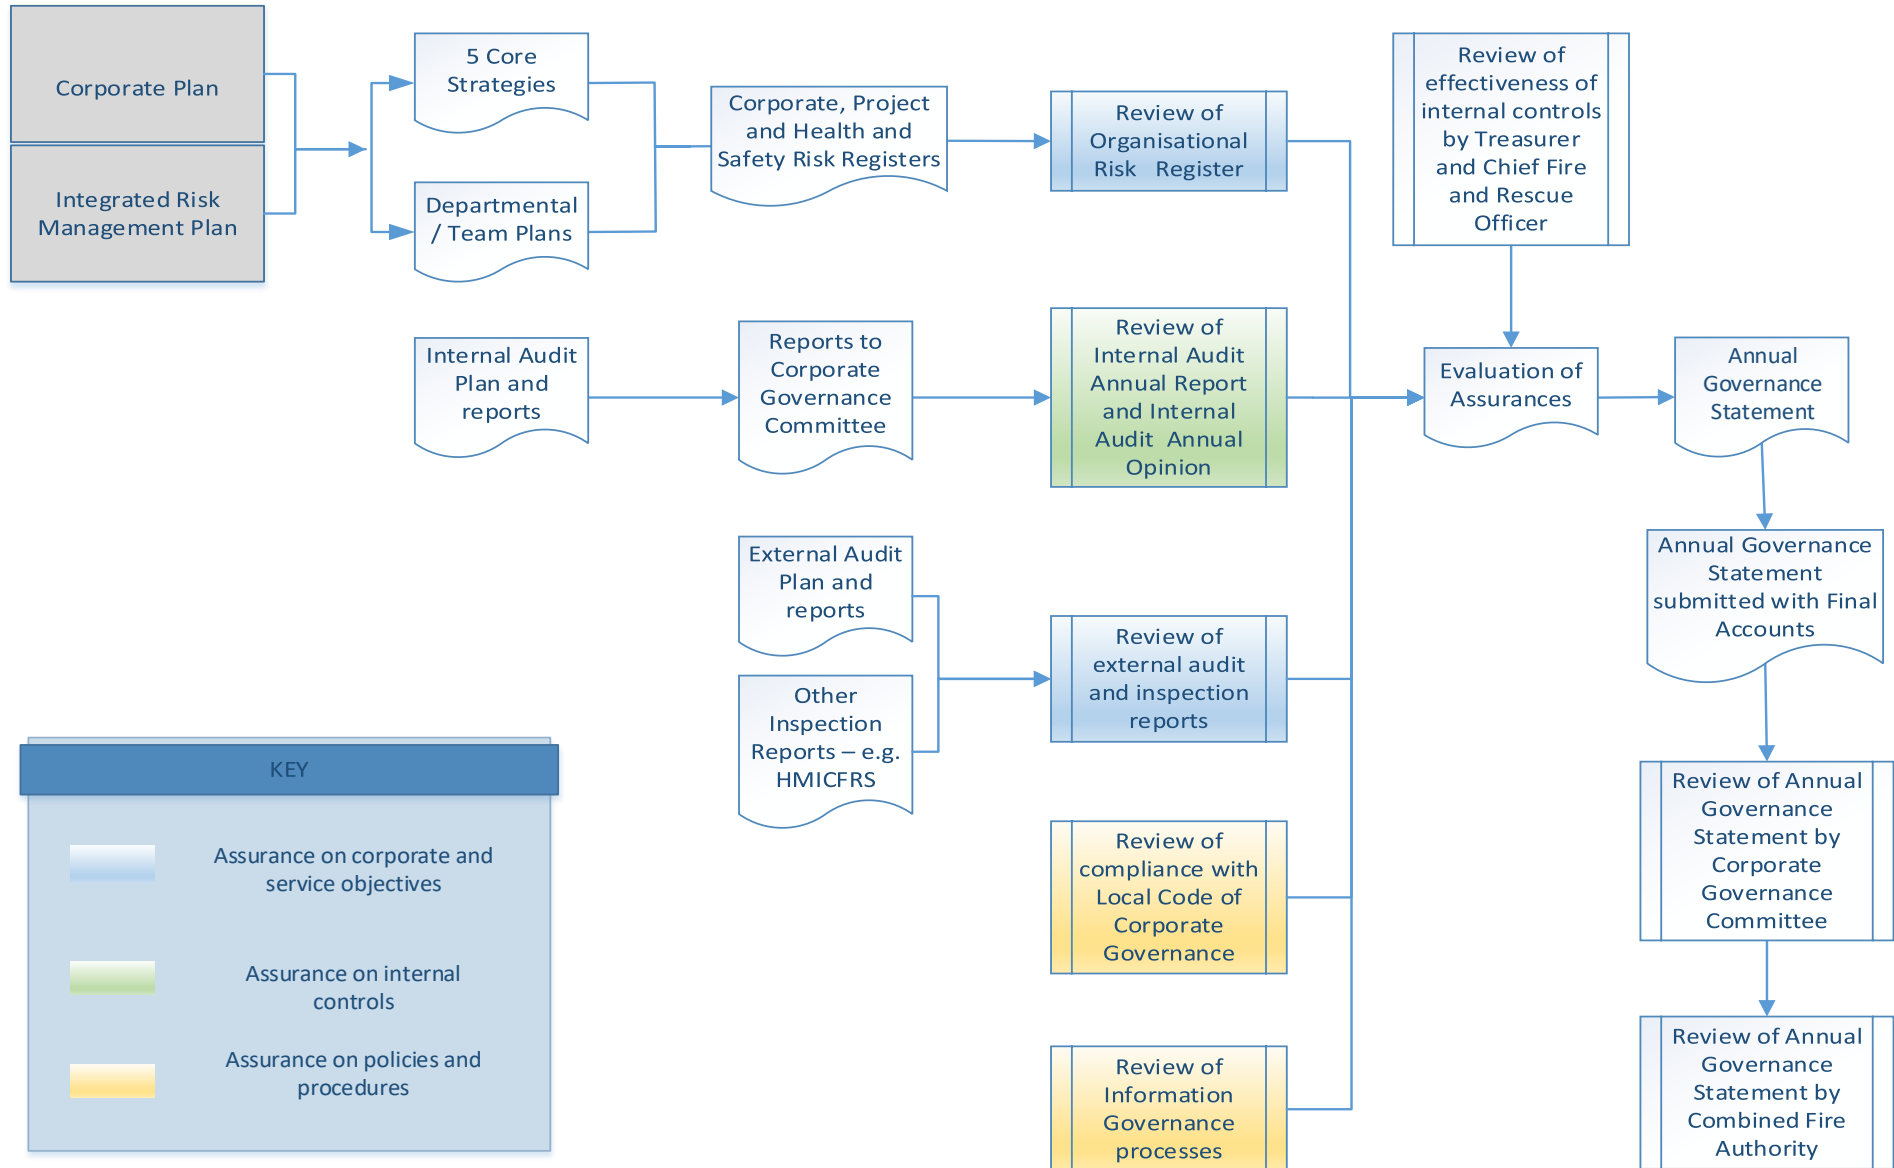 Corporate Plan
Integrated Risk
Management Plan
5 Core
Strategies
Departmental
/ Team Plans
Corporate, Project
and Health and
Safety Risk Registers
Review of
Organisational
Risk Register
Review of
effectiveness of
internal controls
by Treasurer
and Chief Fire
and Rescue
Officer
Internal Audit
Plan and
reports
Reports to
Corporate
Governance
Committee
Review of
Internal Audit
Annual Report
and Internal
Audit Annual
Opinion
Evaluation of
Assurances
Annual
Governance
Statement
External Audit
Plan and
reports
Other
Inspection
Reports – e.g.
HMICFRS
Review of
external audit
and inspection
reports
Annual Governance
Statement
submitted with Final
Accounts
Review of
compliance with
Local Code of
Corporate
Governance
Review of Annual
Governance
Statement by
Corporate
Governance
Committee
Review of
Information
Governance
processes
Review of Annual
Governance
Statement by
Combined Fire
Authority
KEY
Assurance on corporate and
service objectives
Assurance on internal
controls
Assurance on policies and
procedures